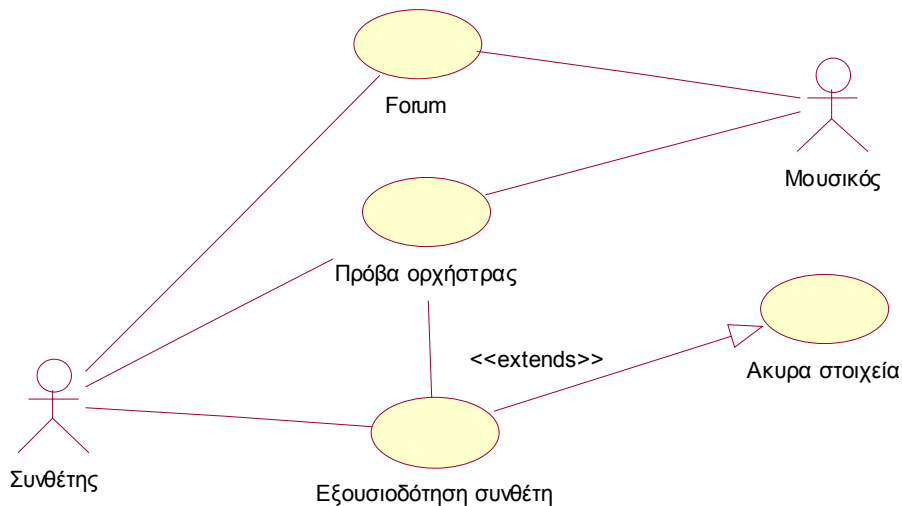 Forum
Μουσικός
Πρόβα ορχήστρας
<<extends>>
Ακυρα στοιχεία
Συνθέτης
Εξουσιοδότηση συνθέτη